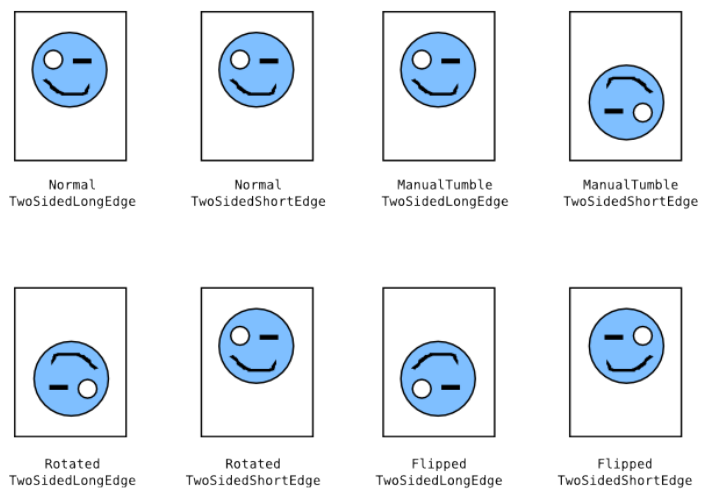 Normal
TwoSidedLongEdge
Normal
TwoSidedShortEdge
ManualTumble
TwoSidedLongEdge
ManualTumble
TwoSidedShortEdge
Rotated
TwoSidedLongEdge
Rotated
TwoSidedShortEdge
Flipped
TwoSidedLongEdge
Flipped
TwoSidedShortEdge